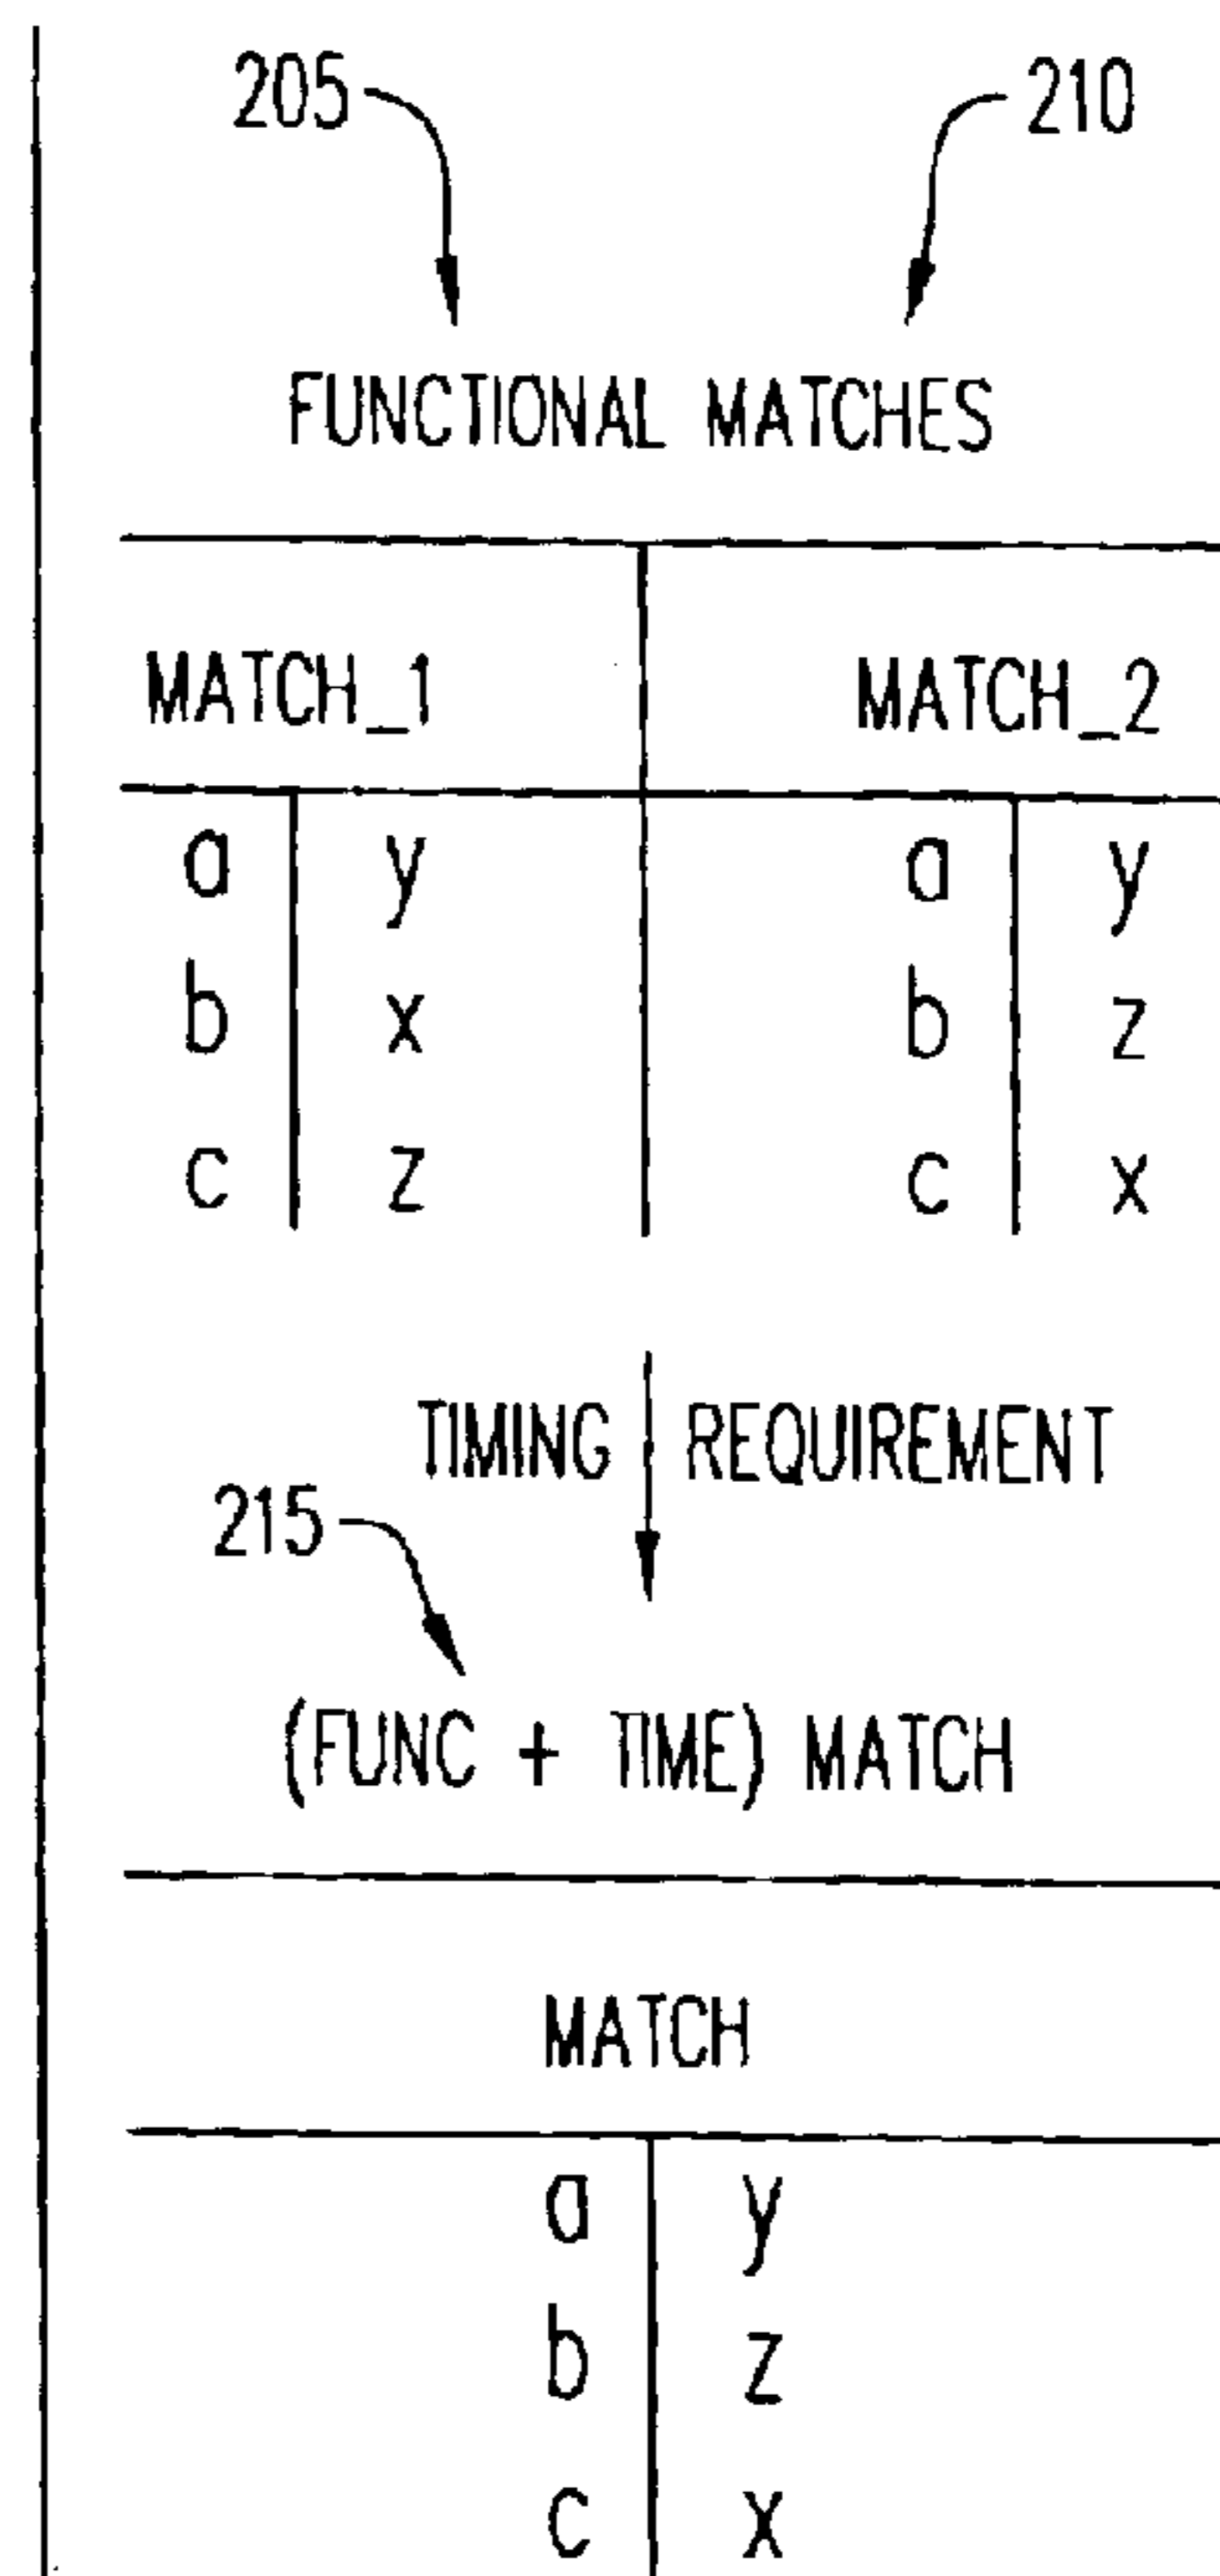 205 210
FUNCTIONAL MATCHES
MATCH_1 MATCH_2
a y a y
b x b z
c z c x
TIMING REQUIREMENT
215
(FUNC + TIME) MATCH
MATCH
a y
b z
c x